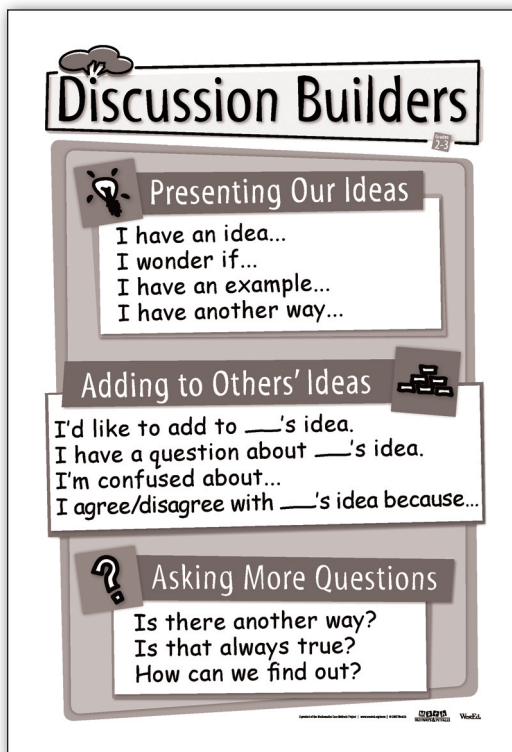 Discussion Builders
Grades
2-3
Presenting Our Ideas
I have an idea...
I wonder if...
I have an example...
I have another way...
Adding to Others' Ideas
I'd like to add to ___'s idea.
I have a question about ___'s idea.
I'm confused about...
I agree/disagree with ___'s idea because...
Asking More Questions
Is there another way?
Is that always true?
How can we find out?
WestEd